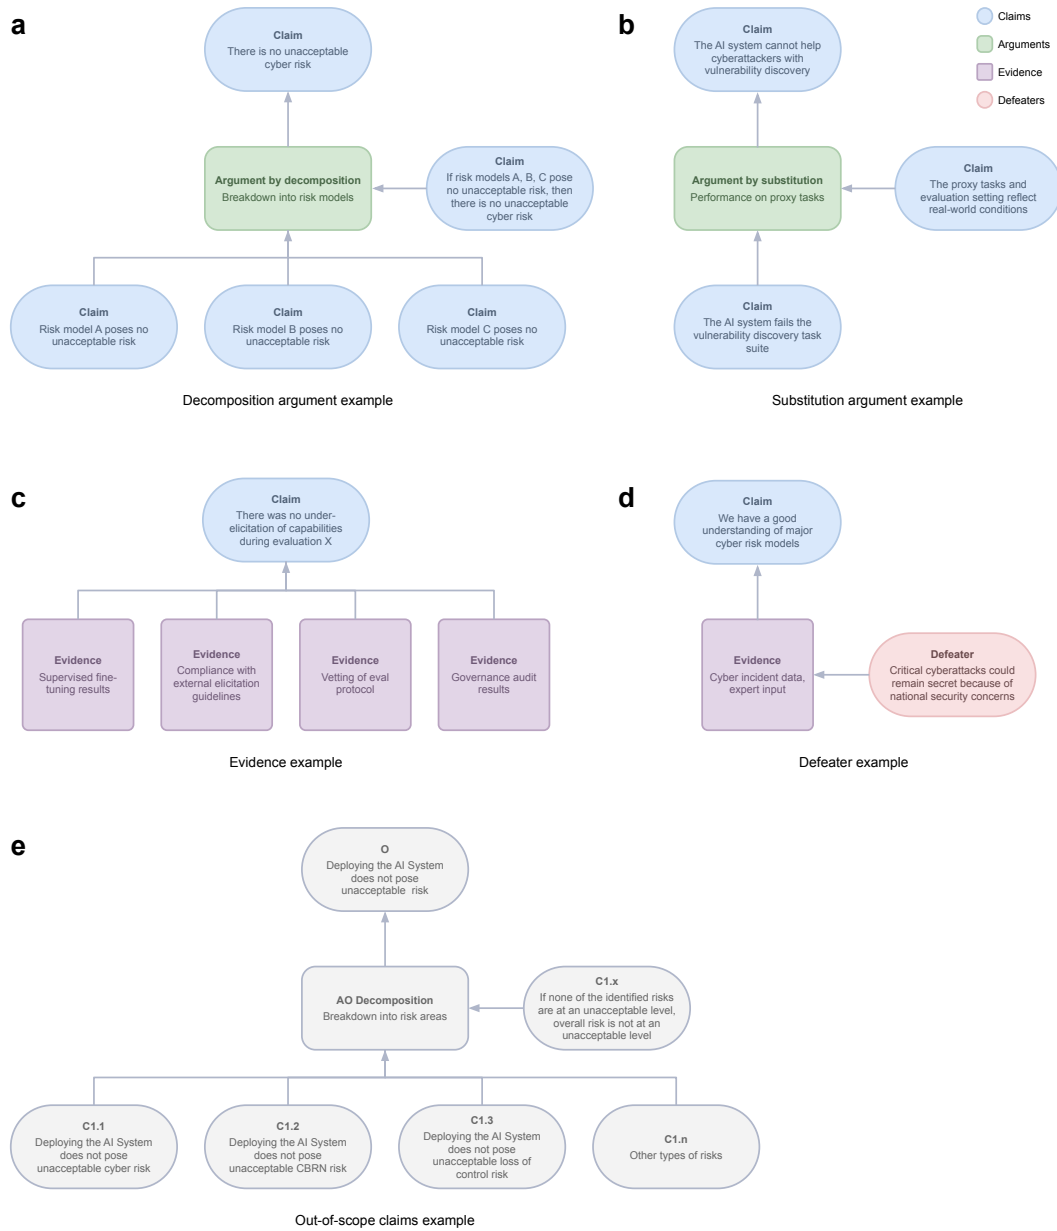 a
Claim
There is no unacceptable
cyber risk
Argument by decomposition
Breakdown into risk models
Claim
If risk models A, B, C pose
no unacceptable risk, then
there is no unacceptable
cyber risk
Claim
Risk model A poses no
unacceptable risk
Claim
Risk model B poses no
unacceptable risk
Claim
Risk model C poses no
unacceptable risk
Decomposition argument example
b
Claim
The AI system cannot help
cyberattackers with
vulnerability discovery
Claims
Arguments
Evidence
Defeaters
Argument by substitution
Performance on proxy tasks
Claim
The proxy tasks and
evaluation setting reflect
real-world conditions
Claim
The AI system fails the
vulnerability discovery task
suite
Substitution argument example
c
Claim
There was no under-
elicitation of capabilities
during evaluation X
Evidence
Supervised fine-
tuning results
Evidence
Compliance with
external elicitation
guidelines
Evidence
Vetting of eval
protocol
Evidence
Governance audit
results
Evidence example
d
Claim
We have a good
understanding of major
cyber risk models
Evidence
Cyber incident data,
expert input
Defeater
Critical cyberattacks could
remain secret because of
national security concerns
Defeater example
e
O
Deploying the AI System
does not pose
unacceptable risk
AO Decomposition
Breakdown into risk areas
C1.x
If none of the identified risks
are at an unacceptable level,
overall risk is not at an
unacceptable level
C1.1
Deploying the AI System
does not pose
unacceptable cyber risk
C1.2
Deploying the AI System
does not pose
unacceptable CBRN risk
C1.3
Deploying the AI System
does not pose
unacceptable loss of
control risk
C1.n
Other types of risks
Out-of-scope claims example